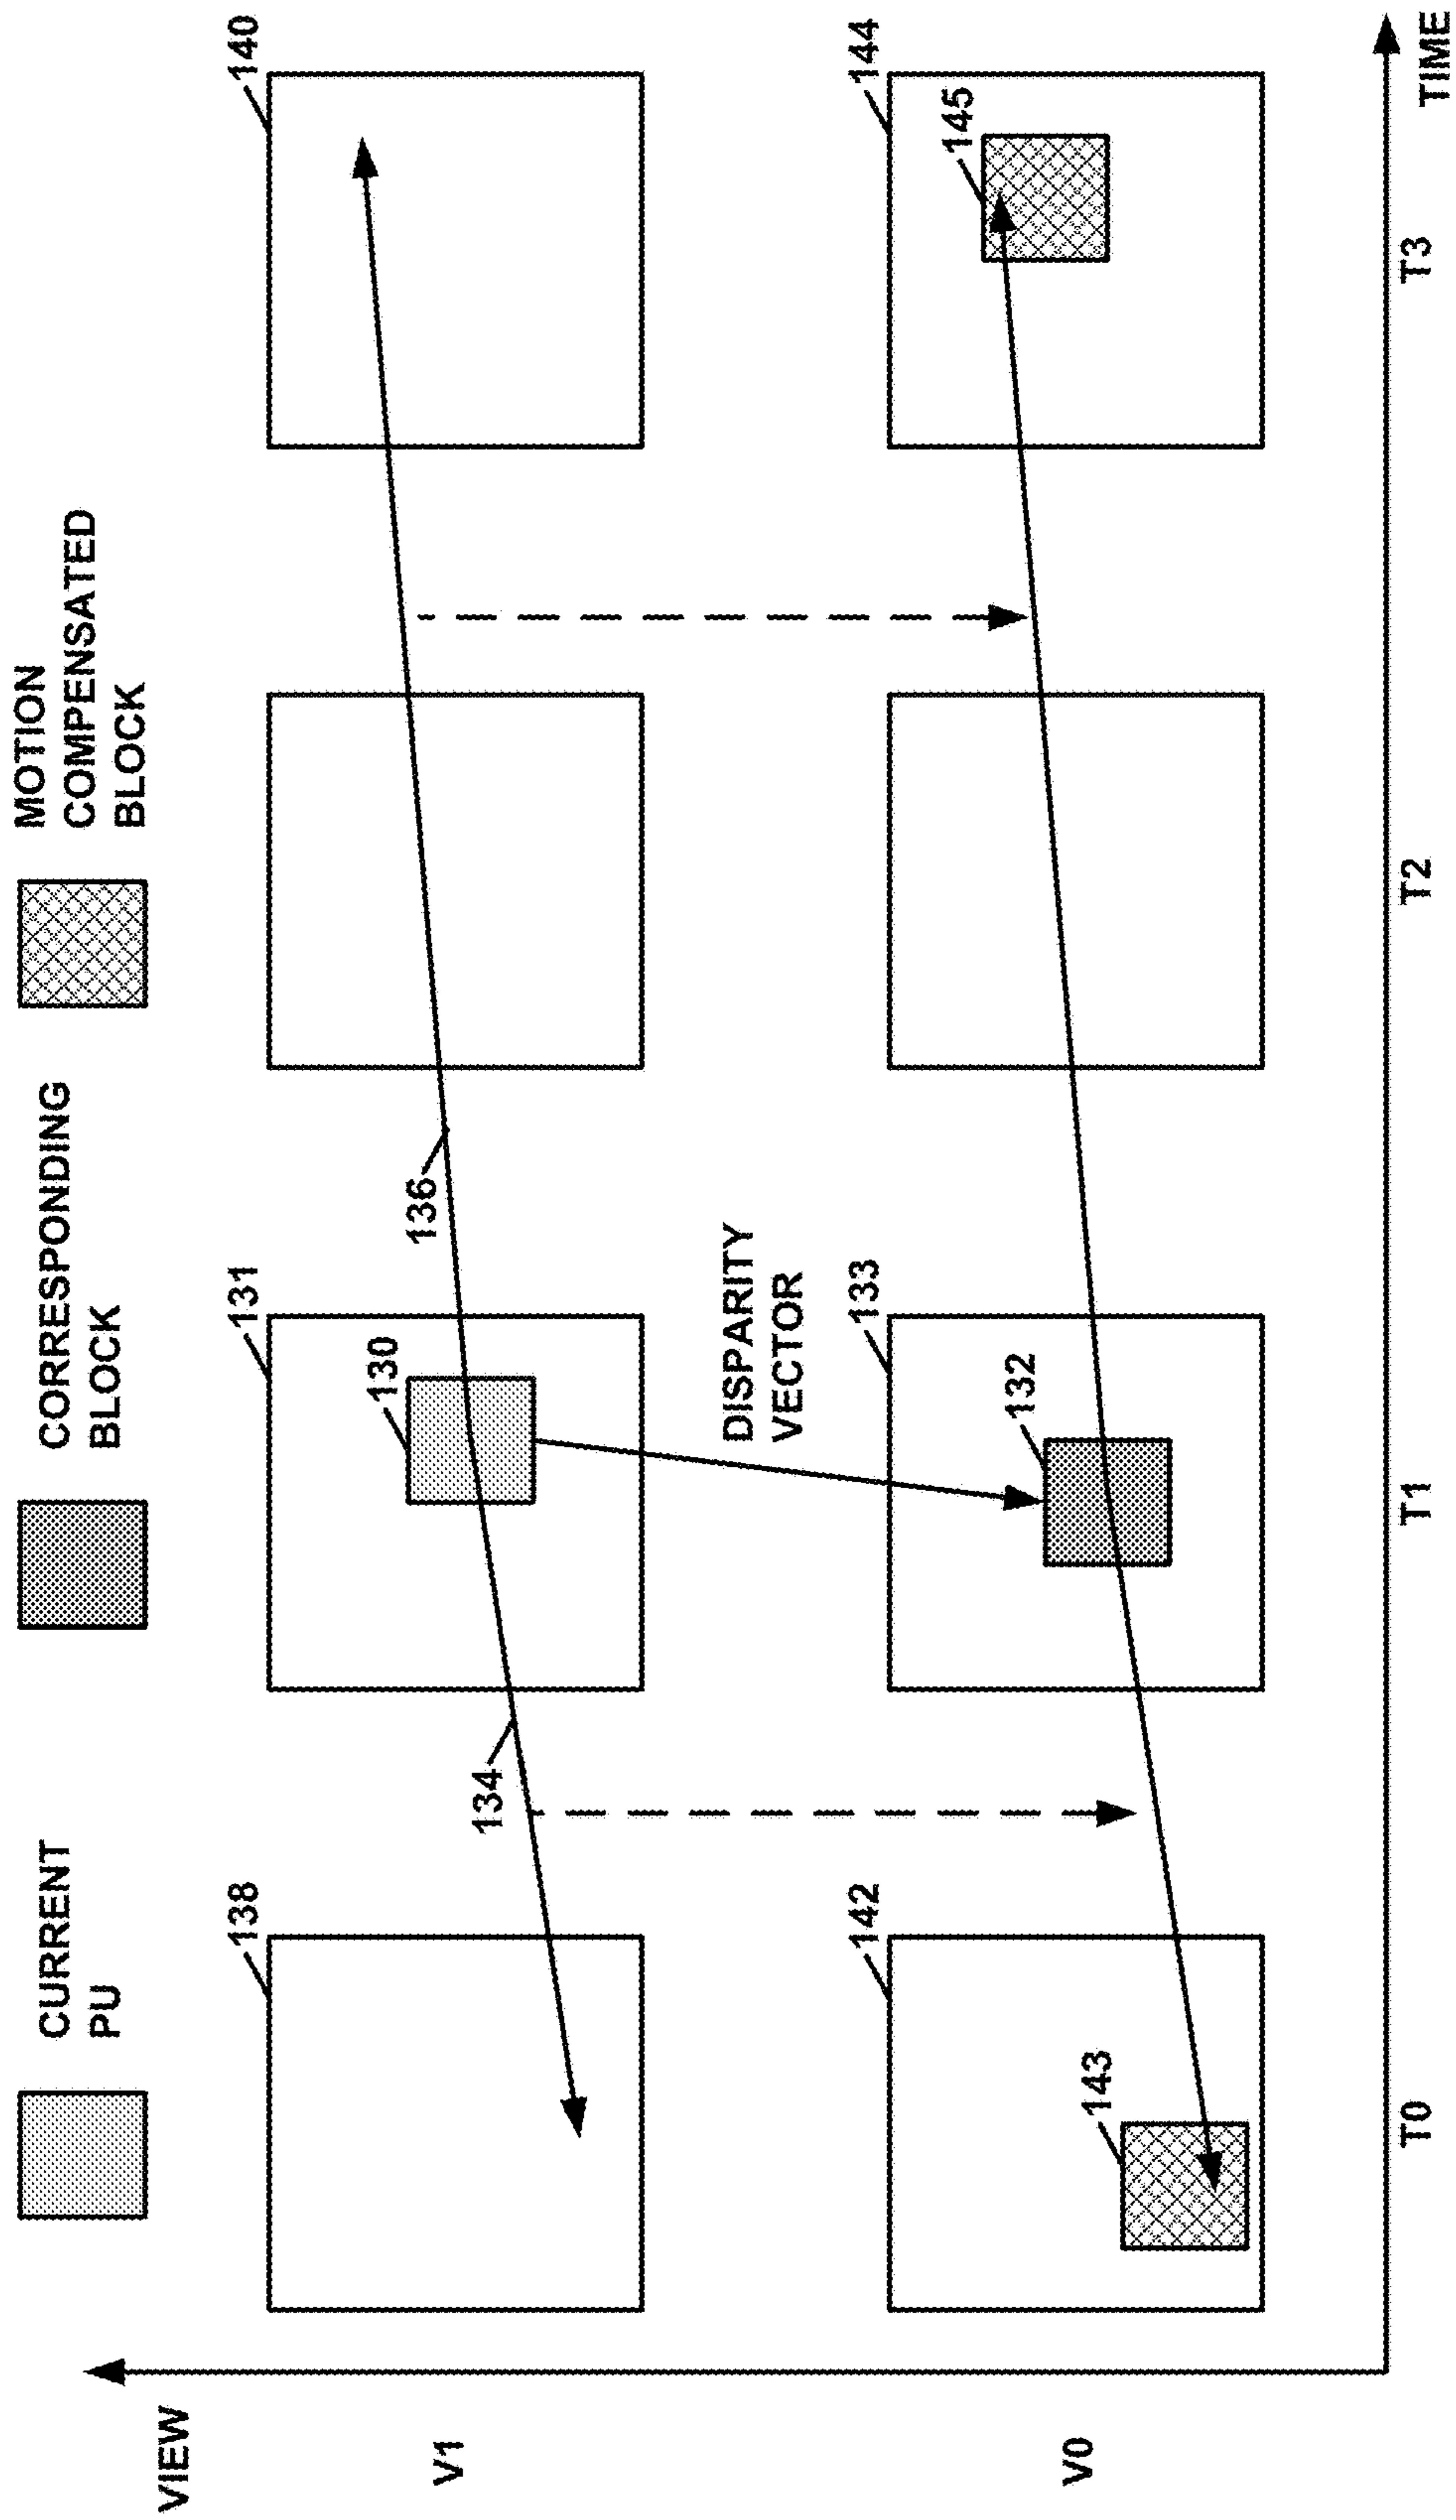 CURRENT
PU
CORRESPONDING
BLOCK
MOTION
COMPENSATED
BLOCK
VIEW
138
131
140
130
136
134
V1
DISPARITY
VECTOR
142
133
144
145
132
143
V0
T0
T1
T2
T3
TIME